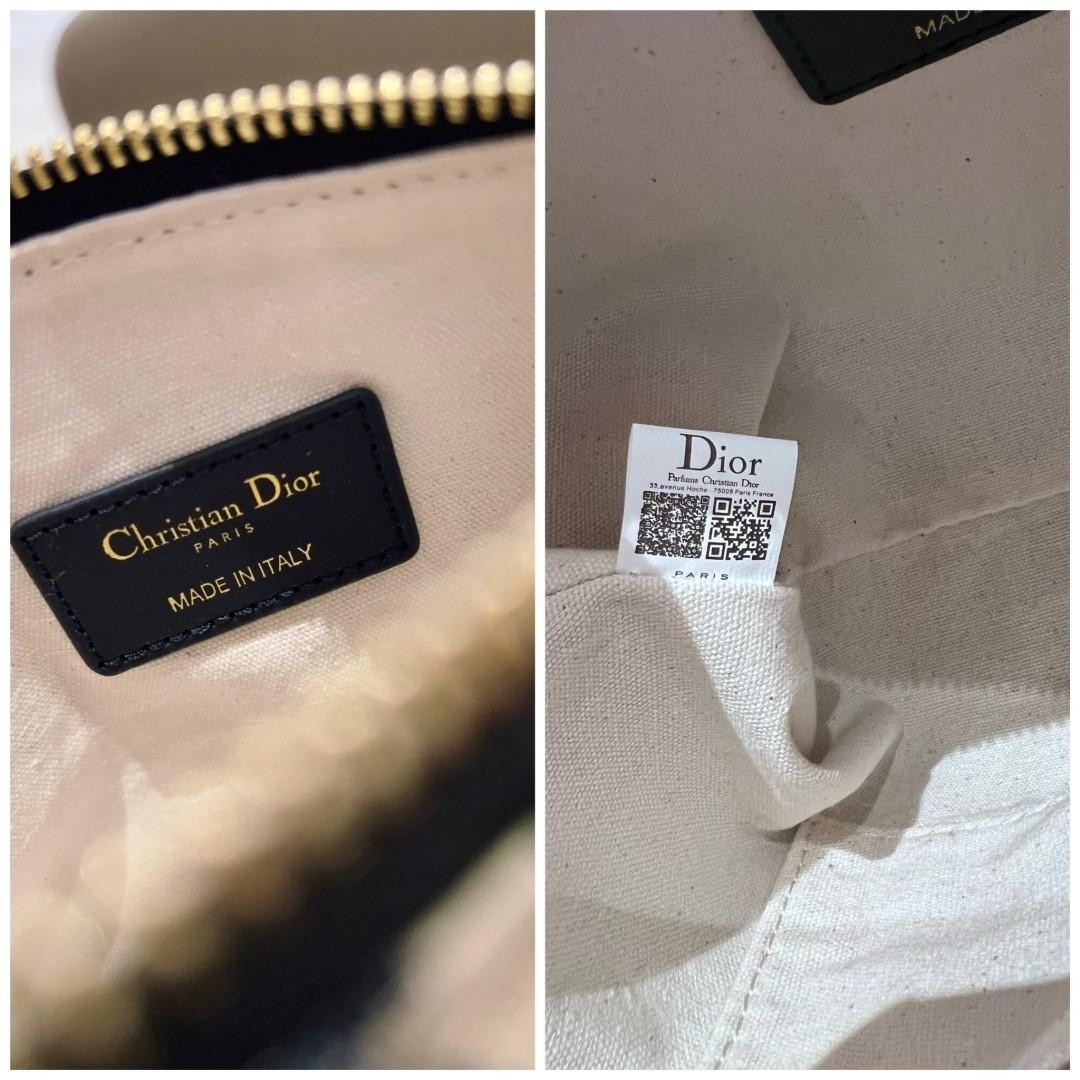 Christian Dior
PARIS
MADE IN ITALY
MADE
Dior
Parfums Christian Dior
33,avenue Hoche 75008 Paris France
PARIS